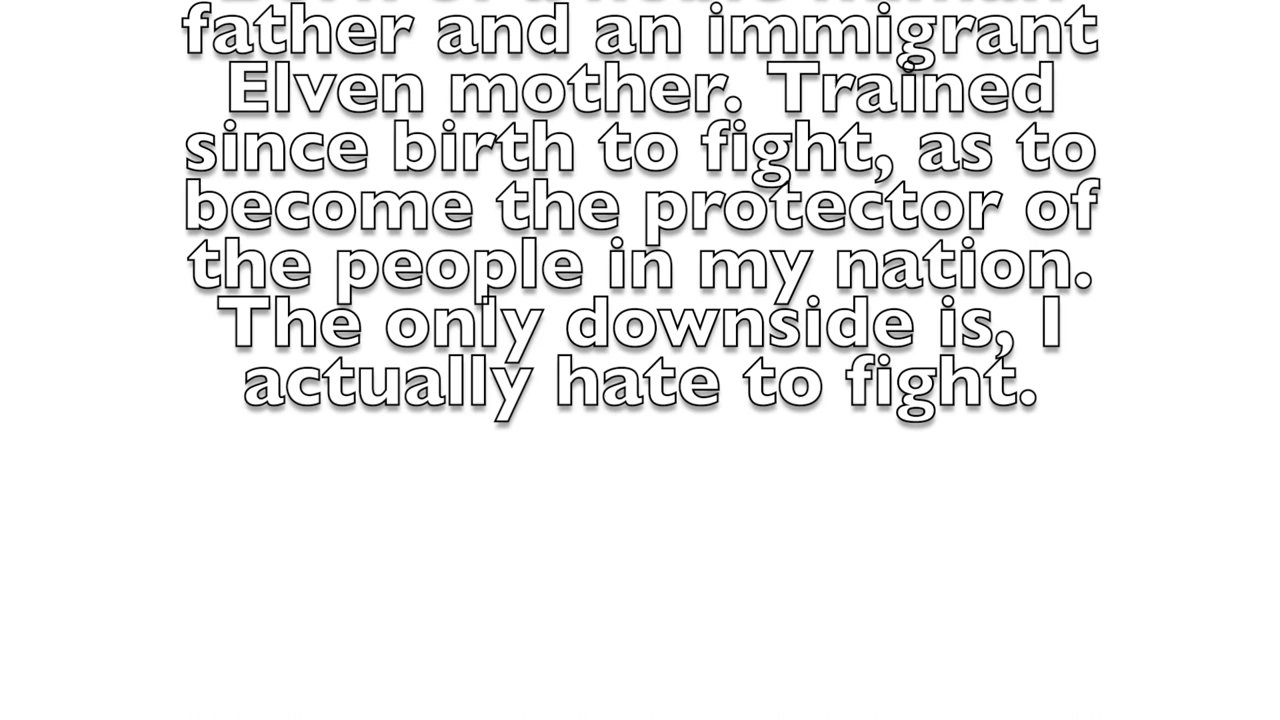 father and an immigrant
Elven mother. Trained
since birth to fight, as to
become the protector of
the people in my nation.
The only downside is, I
actually hate to fight.